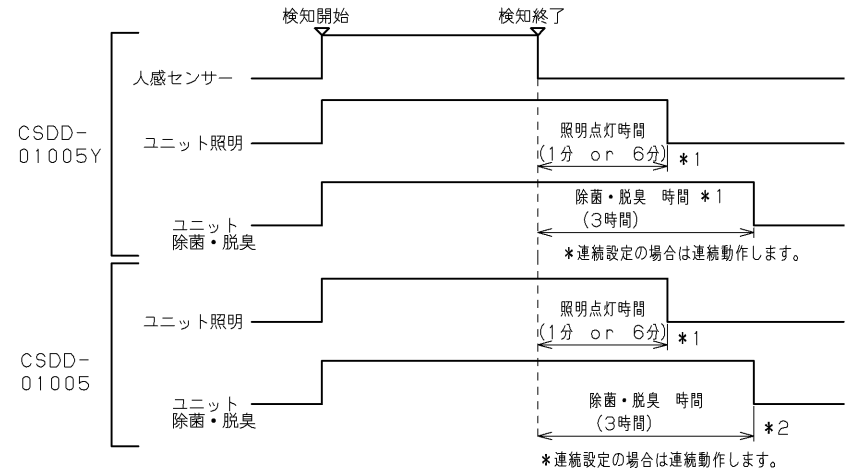 検知開始 検知終了
人感センサー
CSDD-
01005Y
ユニット照明
照明点灯時間
(1分 or 6分) *1
ユニット
除菌・脱臭
除菌・脱臭 時間 *1
(3時間)
*連続設定の場合は連続動作します。
ユニット照明
照明点灯時間
(1分 or 6分) *1
CSDD-
01005
ユニット
除菌・脱臭
除菌・脱臭 時間
(3時間) *2
*連続設定の場合は連続動作します。